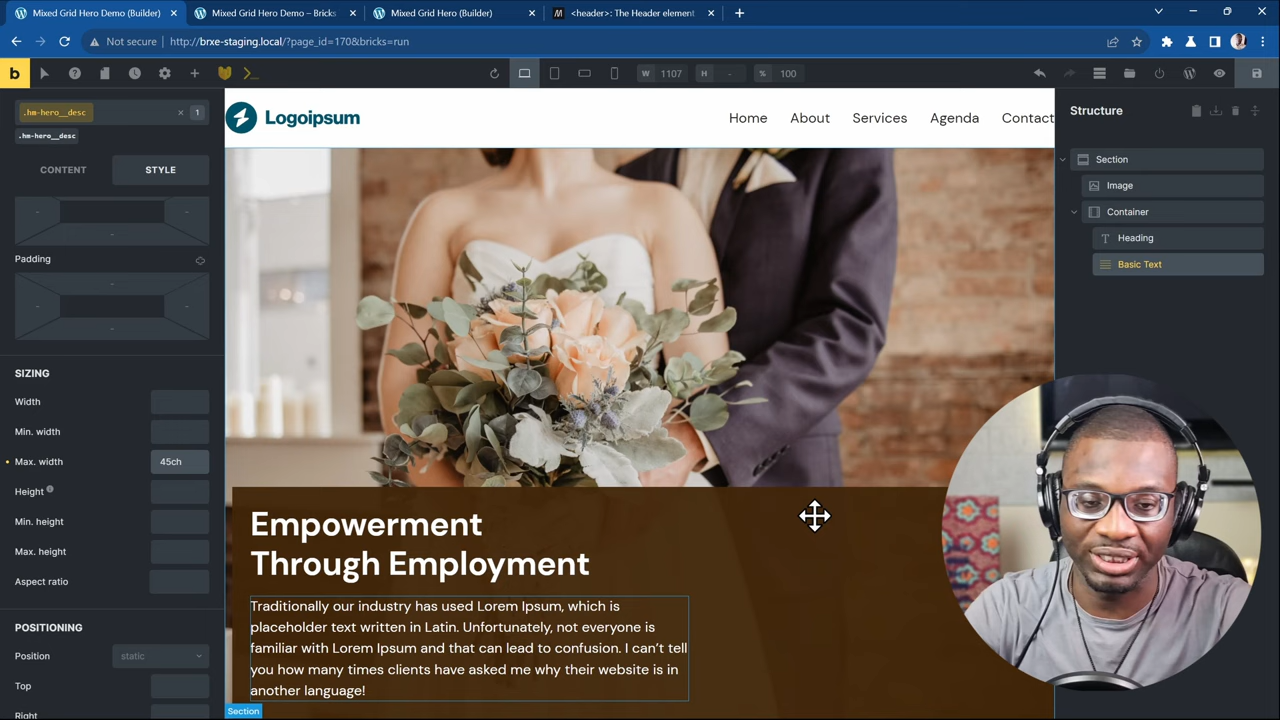 Mixed Grid Hero Demo (Builder)
Mixed Grid Hero Demo – Bricks
Mixed Grid Hero (Builder)
<header>: The Header element
Not secure
http://brxe-staging.local/?page_id=170&bricks=run
b
W 1107
H -
% 100
.hm-hero__desc
1
.hm-hero__desc
CONTENT
STYLE
Padding
SIZING
Width
Min. width
Max. width
45ch
Height
Min. height
Max. height
Aspect ratio
POSITIONING
Position
static
Top
Right
Logoipsum
Home
About
Services
Agenda
Contact
Empowerment
Through Employment
Traditionally our industry has used Lorem Ipsum, which is
placeholder text written in Latin. Unfortunately, not everyone is
familiar with Lorem Ipsum and that can lead to confusion. I can't tell
you how many times clients have asked me why their website is in
another language!
Section
Structure
Section
Image
Container
Heading
Basic Text